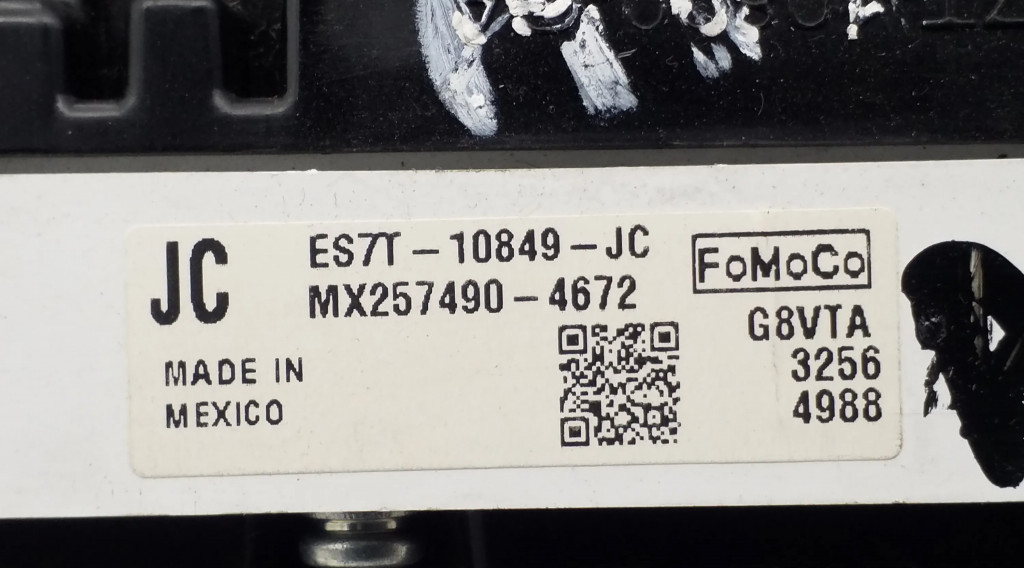 JC
ES7T-10849-JC
MX257490-4672
FoMoCo
G8VTA
3256
4988
MADE IN
MEXICO